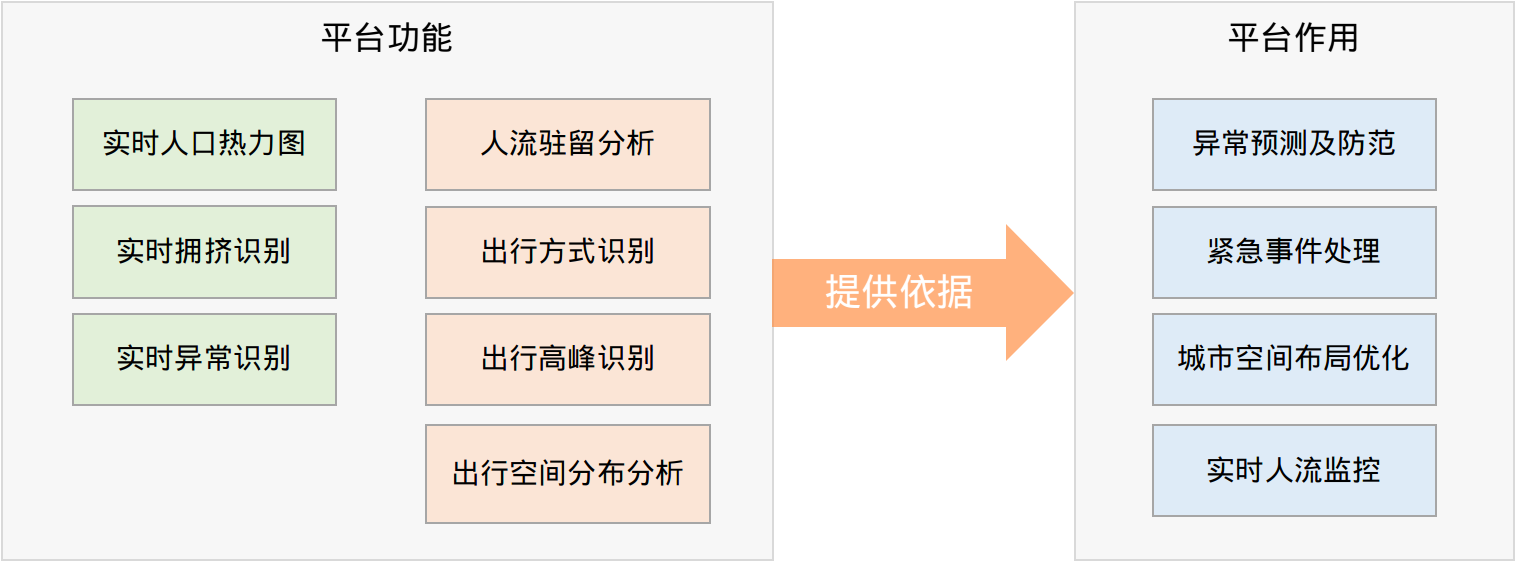 平台功能
实时人口热力图
实时拥挤识别
实时异常识别
人流驻留分析
出行方式识别
出行高峰识别
出行空间分布分析
提供依据
平台作用
异常预测及防范
紧急事件处理
城市空间布局优化
实时人流监控